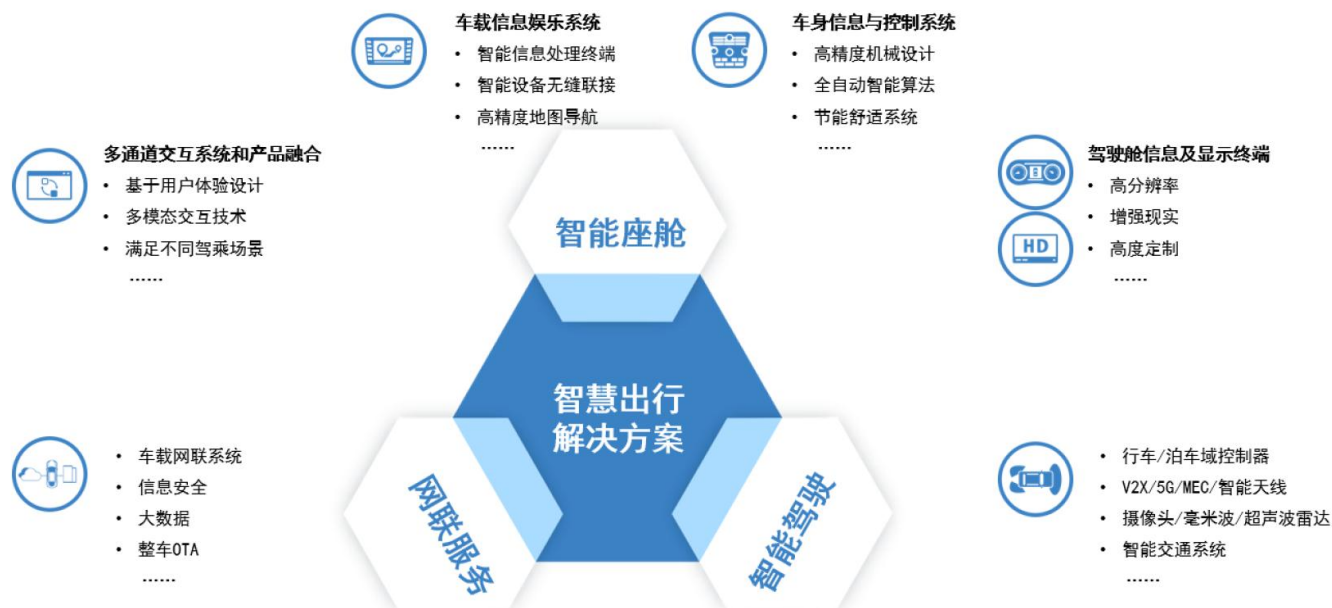 车载信息娱乐系统
• 智能信息处理终端
• 智能设备无缝联接
• 高精度地图导航
......
车身信息与控制系统
• 高精度机械设计
• 全自动智能算法
• 节能舒适系统
......
多通道交互系统和产品融合
• 基于用户体验设计
• 多模态交互技术
• 满足不同驾乘场景
......
驾驶舱信息及显示终端
• 高分辨率
• 增强现实
• 高度定制
......
HD
智能座舱
智慧出行
解决方案
网联服务
智能驾驶
• 车载网联系统
• 信息安全
• 大数据
• 整车OTA
......
• 行车/泊车域控制器
• V2X/5G/MEC/智能天线
• 摄像头/毫米波/超声波雷达
• 智能交通系统
......